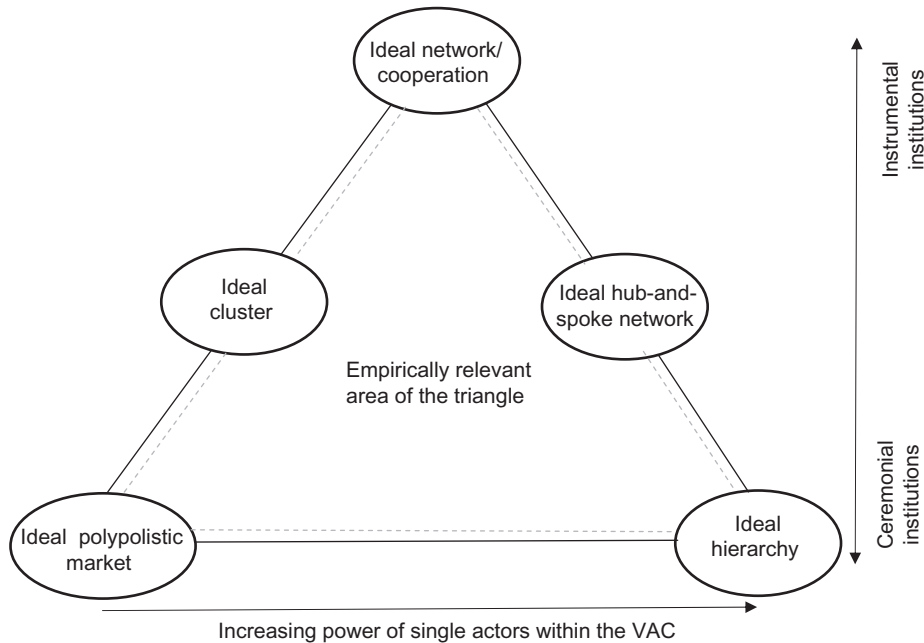 Ideal network/
cooperation
Instrumental
institutions
Ideal
cluster
Ideal hub-and-
spoke network
Empirically relevant
area of the triangle
Ceremonial
institutions
Ideal polypolistic
market
Ideal
hierarchy
Increasing power of single actors within the VAC